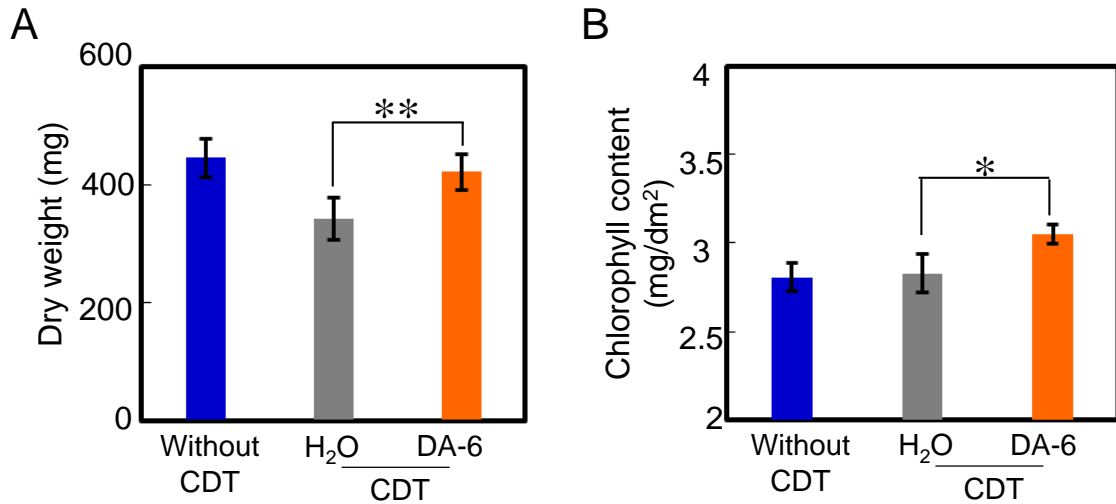 A
Dry weight (mg)
600
400
200
0
**
Without
CDT
H₂O
DA-6
CDT
B
Chlorophyll content
(mg/dm²)
4
3.5
3
2.5
2
*
Without
CDT
H₂O
DA-6
CDT